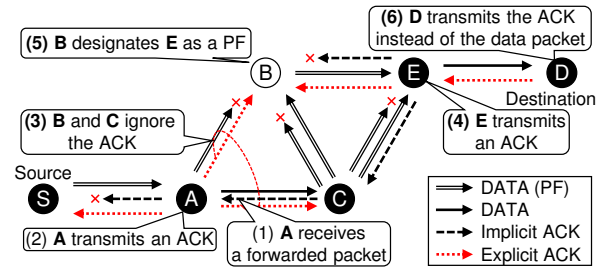 (6) D transmits the ACK
instead of the data packet
(5) B designates E as a PF
B
E
D
Destination
(3) B and C ignore
the ACK
(4) E transmits
an ACK
Source
S
A
C
(2) A transmits an ACK
(1) A receives
a forwarded packet
DATA (PF)
DATA
Implicit ACK
Explicit ACK